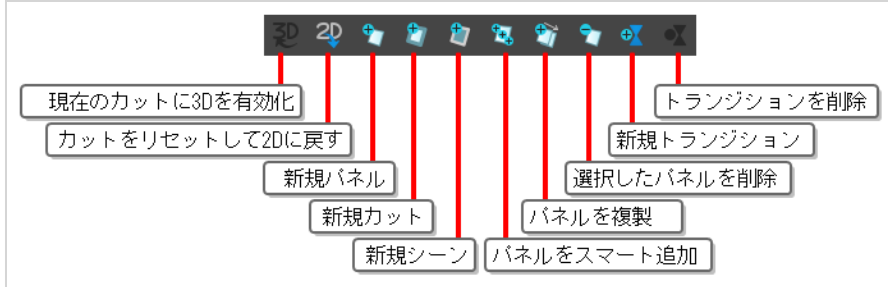 3D
2D
現在のカットに3Dを有効化
トランジションを削除
カットをリセットして2Dに戻す
新規トランジション
新規パネル
選択したパネルを削除
新規カット
パネルを複製
新規シーン
パネルをスマート追加